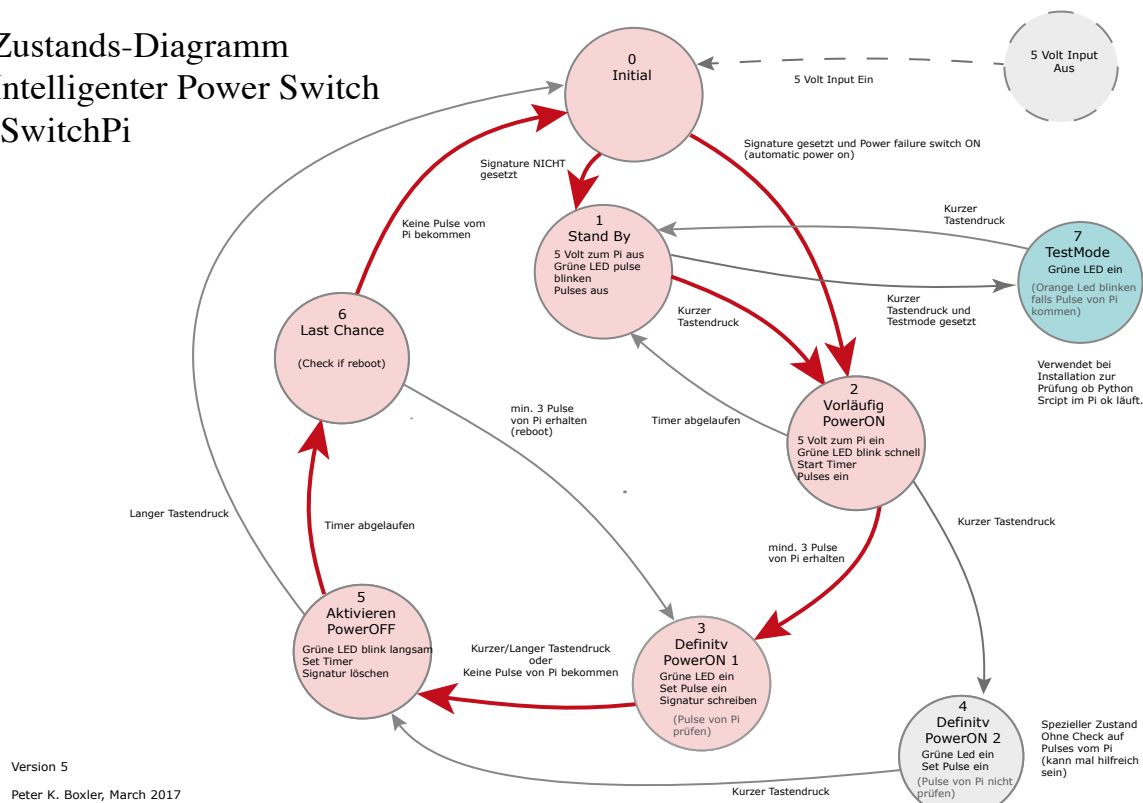 Zustands-Diagramm
Intelligenter Power Switch
SwitchPi
0
Initial
5 Volt Input
Aus
5 Volt Input Ein
Signature NICHT
gesetzt
Signature gesetzt und Power failure switch ON
(automatic power on)
Keine Pulse vom
Pi bekommen
1
Stand By
5 Volt zum Pi aus
Grüne LED pulse
blinken
Pulses aus
Kurzer
Tastendruck
7
TestMode
Grüne LED ein
(Orange Led blinken
falls Pulse von Pi
kommen)
Kurzer
Tastendruck
Kurzer
Tastendruck und
Testmode gesetzt
Verwendet bei
Installation zur
Prüfung ob Python
Srcipt im Pi ok läuft.
6
Last Chance
(Check if reboot)
2
Vorläufig
PowerON
5 Volt zum Pi ein
Grüne LED blink schnell
Start Timer
Pulses ein
Timer abgelaufen
min. 3 Pulse
von Pi erhalten
(reboot)
Langer Tastendruck
Timer abgelaufen
Kurzer Tastendruck
mind. 3 Pulse
von Pi erhalten
5
Aktivieren
PowerOFF
Grüne LED blink langsam
Set Timer
Signatur löschen
Kurzer/Langer Tastendruck
oder
Keine Pulse von Pi bekommen
3
Definitv
PowerON 1
Grüne LED ein
Set Pulse ein
Signatur schreiben
(Pulse von Pi
prüfen)
4
Definitv
PowerON 2
Grüne Led ein
Set Pulse ein
(Pulse von Pi nicht
prüfen)
Spezieller Zustand
Ohne Check auf
Pulses vom Pi
(kann mal hilfreich
sein)
Kurzer Tastendruck
Version 5
Peter K. Boxler, March 2017